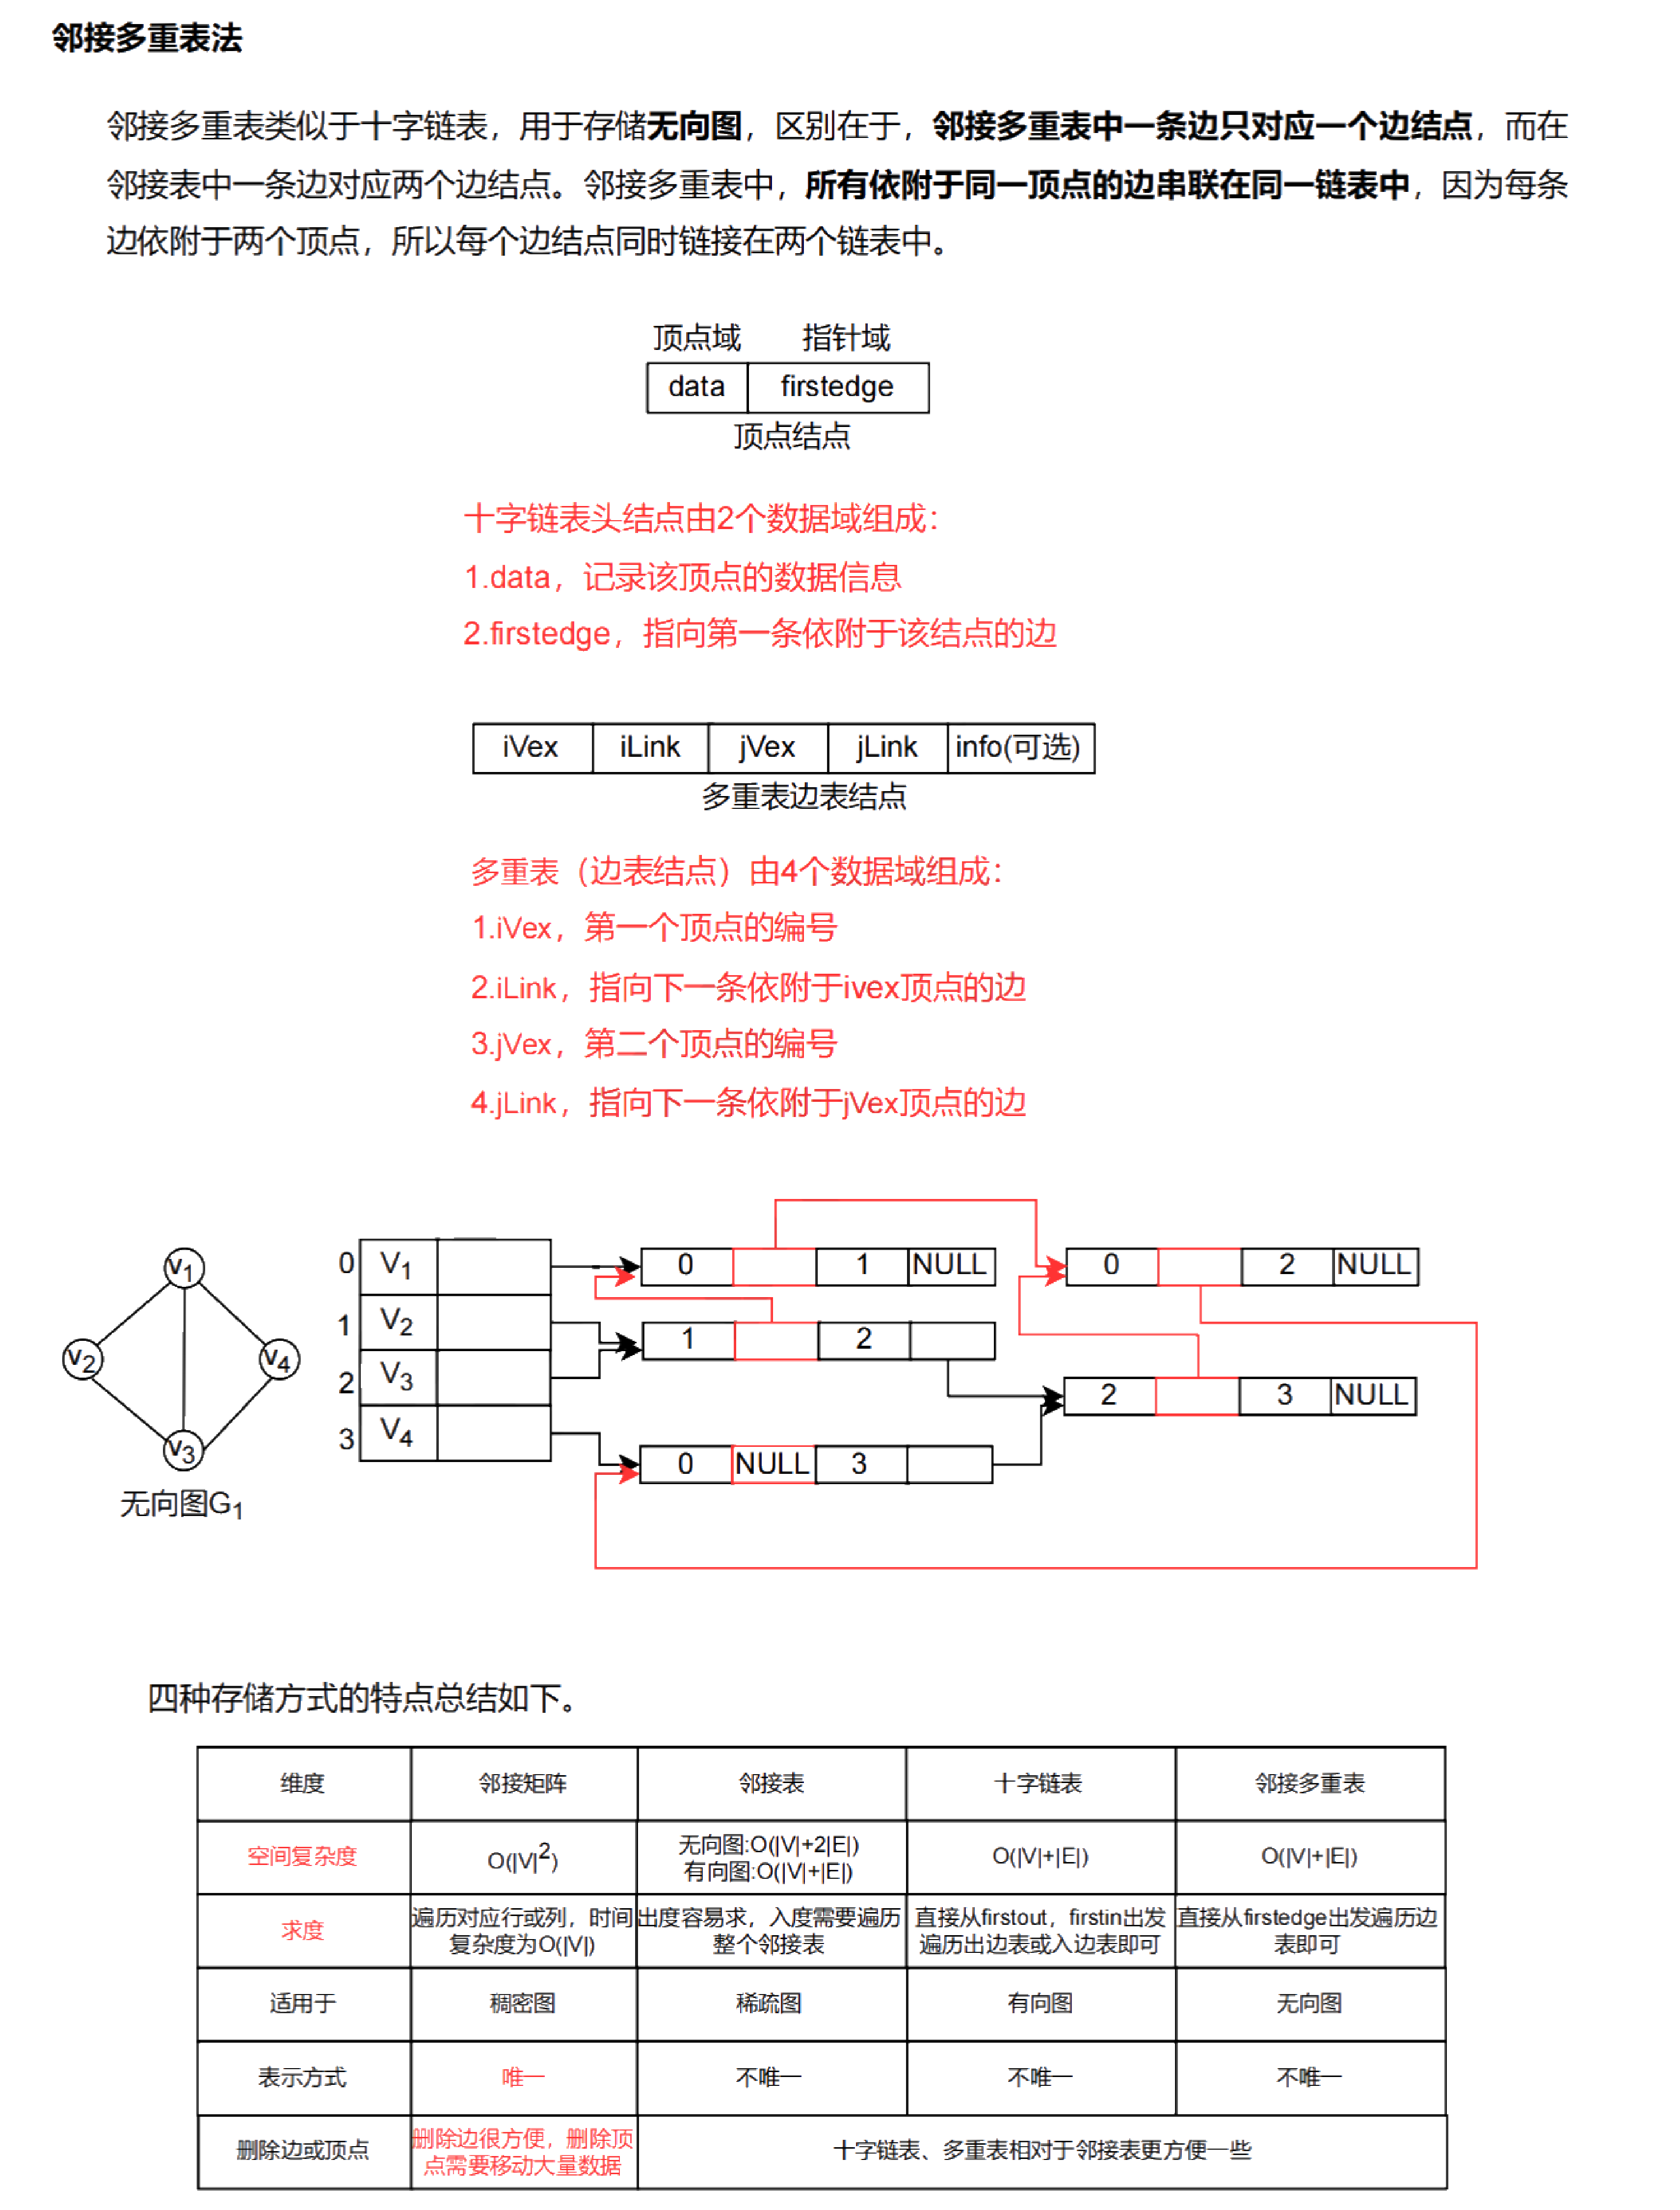 邻接多重表法
邻接多重表类似于十字链表，用于存储无向图，区别在于，邻接多重表中一条边只对应一个边结点，而在
邻接表中一条边对应两个边结点。邻接多重表中，所有依附于同一顶点的边串联在同一链表中，因为每条
边依附于两个顶点，所以每个边结点同时链接在两个链表中。
顶点域 指针域
data firstedge
顶点结点
十字链表头结点由2个数据域组成：
1.data，记录该顶点的数据信息
2.firstedge，指向第一条依附于该结点的边
iVex iLink jVex jLink info(可选)
多重表边表结点
多重表（边表结点）由4个数据域组成：
1.iVex，第一个顶点的编号
2.iLink，指向下一条依附于ivex顶点的边
3.jVex，第二个顶点的编号
4.jLink，指向下一条依附于jVex顶点的边
V1
V2 V4
V3
无向图G1
0 V1 0 1 NULL 0 2 NULL
1 V2 1 2
2 V3 2 3 NULL
3 V4 0 NULL 3
四种存储方式的特点总结如下。
维度 邻接矩阵 邻接表 十字链表 邻接多重表
空间复杂度 O(|V|2) 无向图:O(|V|+2|E|) O(|V|+|E|) O(|V|+|E|)
有向图:O(|V|+|E|)
求度 遍历对应行或列，时间 出度容易求，入度需要遍历 直接从firstout，firstin出发 直接从firstedge出发遍历边
复杂度为O(|V|) 整个邻接表 遍历出边表或入边表即可 表即可
适用于 稠密图 稀疏图 有向图 无向图
表示方式 唯一 不唯一 不唯一 不唯一
删除边或顶点 删除边很方便，删除顶 十字链表、多重表相对于邻接表更方便一些
点需要移动大量数据